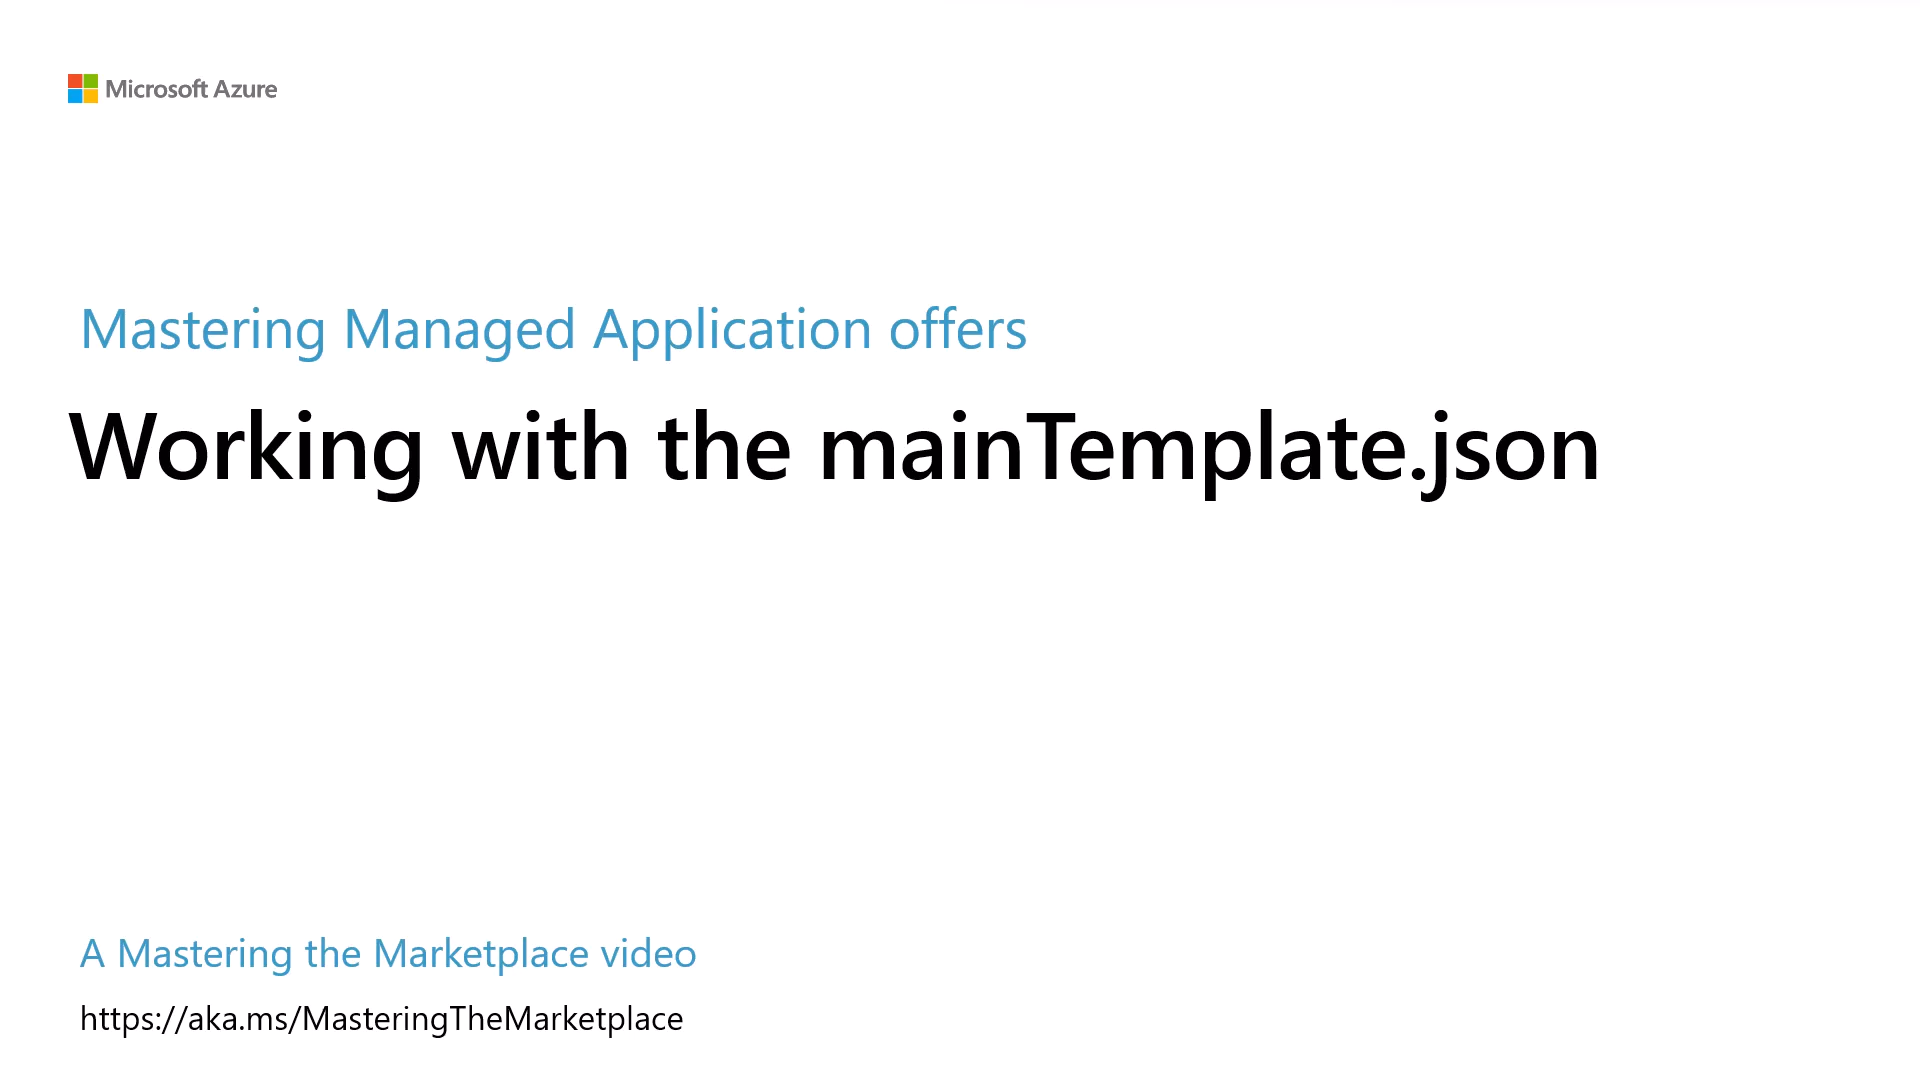 Microsoft Azure
Mastering Managed Application offers
Working with the mainTemplate.json
A Mastering the Marketplace video
https://aka.ms/MasteringTheMarketplace